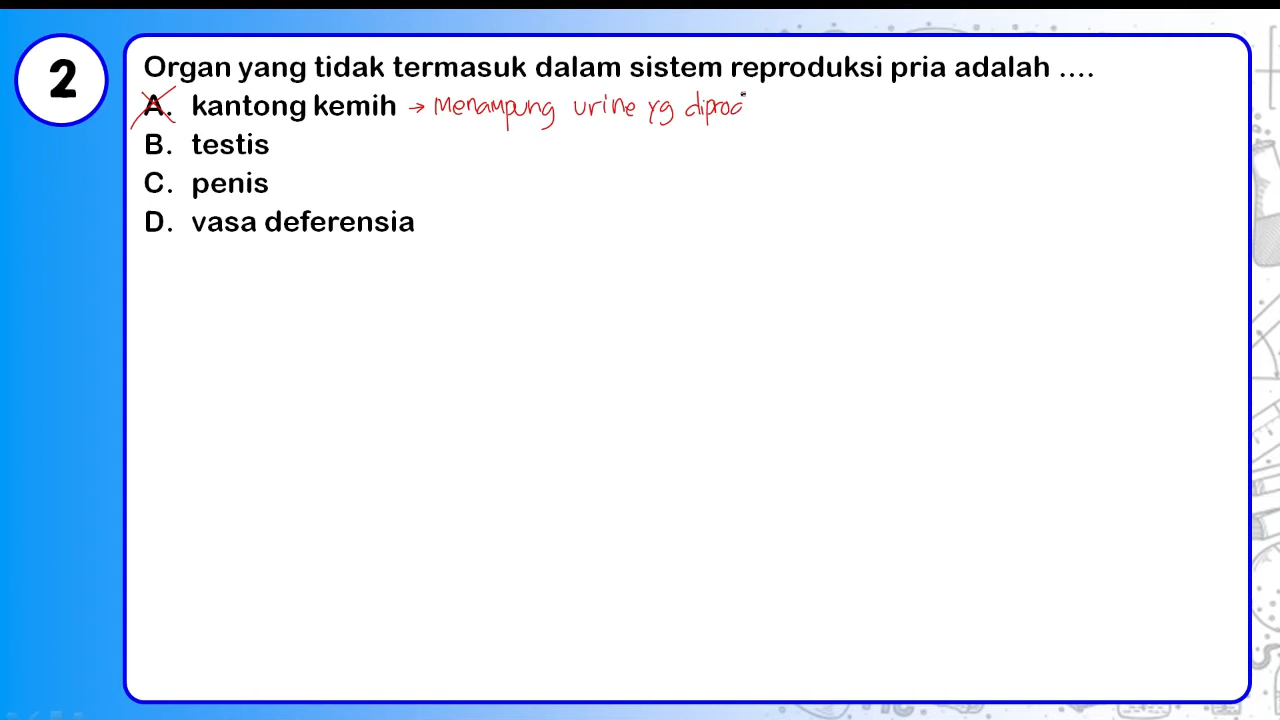 2
Organ yang tidak termasuk dalam sistem reproduksi pria adalah ....
A. kantong kemih → Menampung urine yg diprod
B. testis
C. penis
D. vasa deferensia